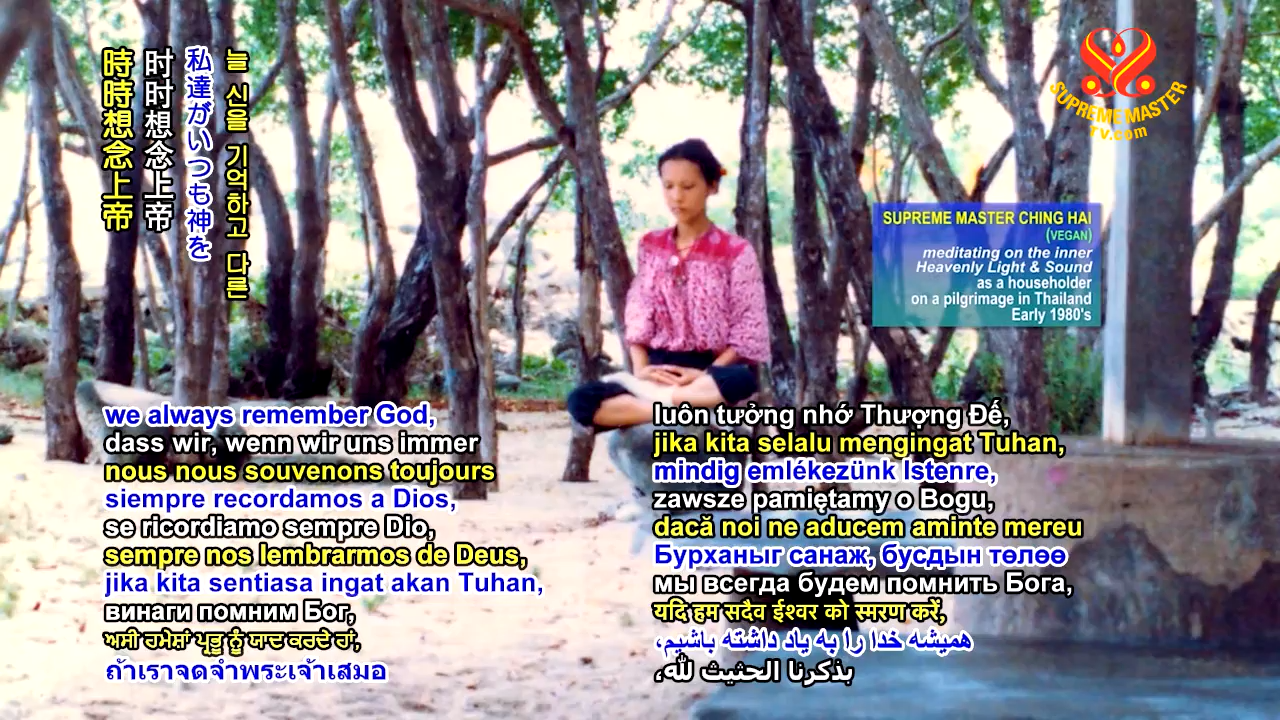 時時想念上帝
时时想念上帝
私達がいつも神を
늘 신을 기억하고 다른
SUPREME MASTER
TV.com
SUPREME MASTER CHING HAI
(VEGAN)
meditating on the inner
Heavenly Light & Sound
as a householder
on a pilgrimage in Thailand
Early 1980's
we always remember God,
dass wir, wenn wir uns immer
nous nous souvenons toujours
siempre recordamos a Dios,
se ricordiamo sempre Dio,
sempre nos lembrarmos de Deus,
jika kita sentiasa ingat akan Tuhan,
винаги помним Бог,
ਅਸੀ ਹਮੇਸ਼ਾਂ ਪ੍ਰਭੂ ਨੂੰ ਯਾਦ ਕਰਦੇ ਹਾਂ,
ถ้าเราจดจำพระเจ้าเสมอ
luôn tưởng nhớ Thượng Đế,
jika kita selalu mengingat Tuhan,
mindig emlékezünk Istenre,
zawsze pamiętamy o Bogu,
dacă noi ne aducem aminte mereu
Бурханыг санаж, бусдын төлөө
мы всегда будем помнить Бога,
यदि हम सदैव ईश्वर को स्मरण करें,
همیشه خدا را به یاد داشته باشیم،
بذكرنا الحثيث لله،